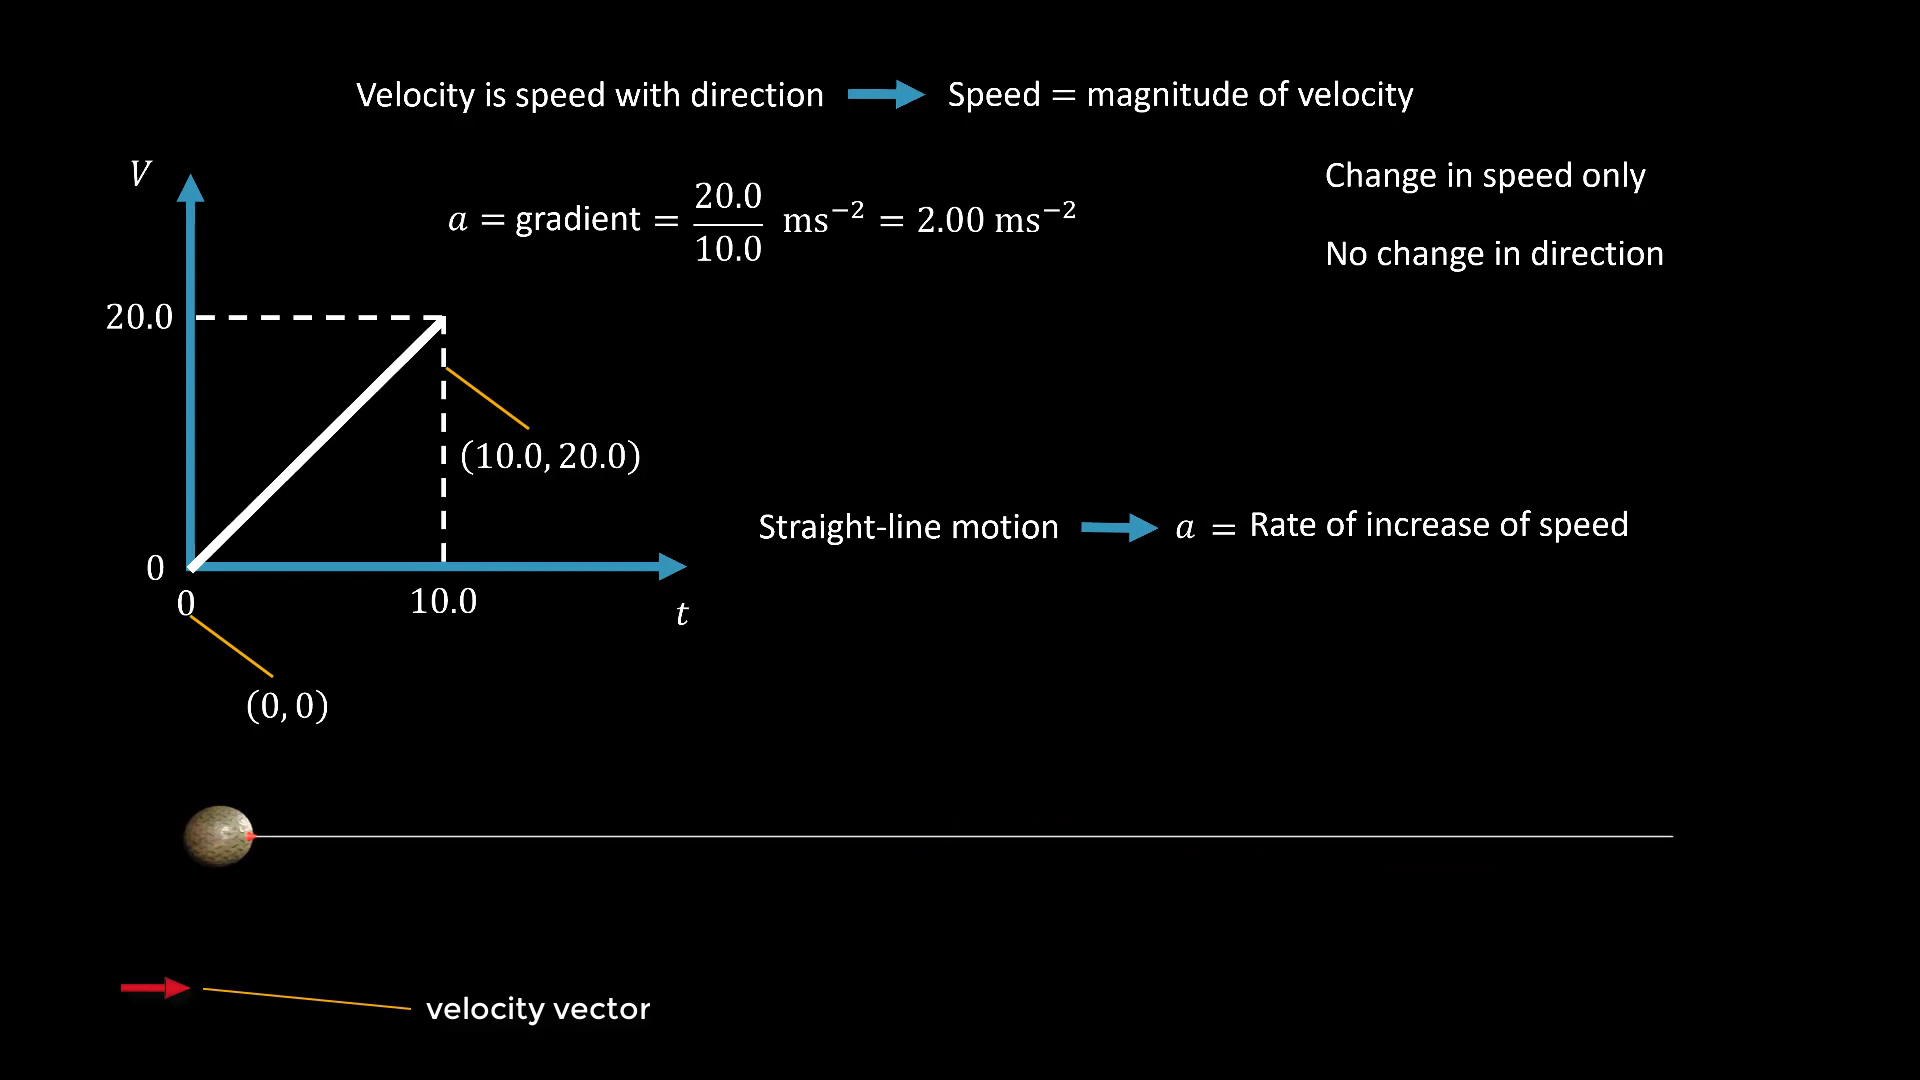 Velocity is speed with direction → Speed = magnitude of velocity
V
a = gradient = 20.0/10.0 ms⁻² = 2.00 ms⁻²
Change in speed only
No change in direction
20.0
(10.0, 20.0)
Straight-line motion → a = Rate of increase of speed
0
0
10.0
t
(0, 0)
velocity vector